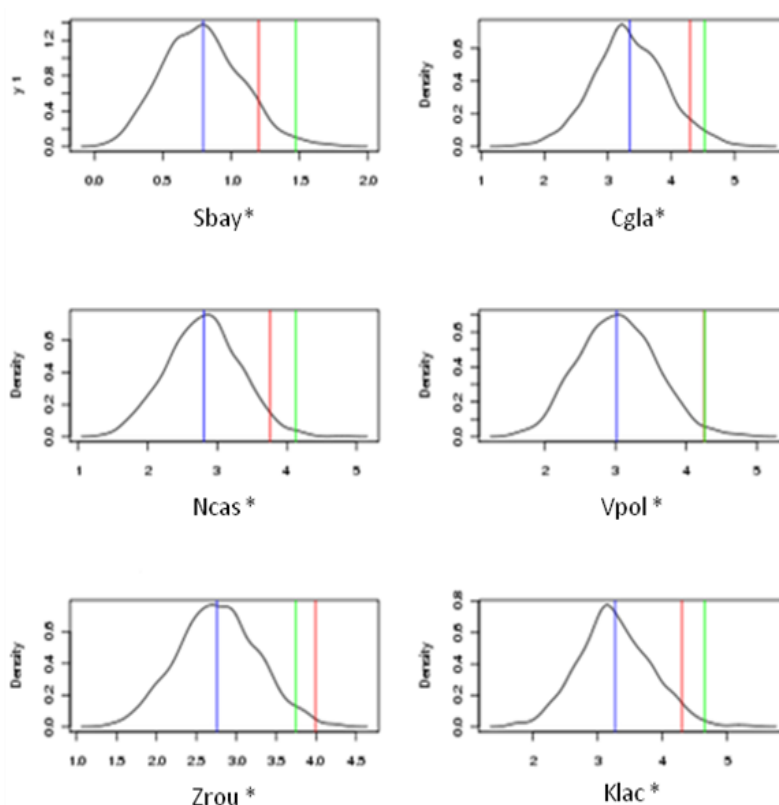 y 1
0.0 0.4 0.8 1.2
0.0 0.5 1.0 1.5 2.0
Sbay*
Density
0.0 0.2 0.4 0.6
1 2 3 4 5
Cgla*
Density
0.0 0.2 0.4 0.6
1 2 3 4 5
Ncas *
Density
0.0 0.2 0.4 0.6
2 3 4 5
Vpol *
Density
0.0 0.2 0.4 0.6
1.0 1.5 2.0 2.5 3.0 3.5 4.0 4.5
Zrou *
Density
0.0 0.2 0.4 0.6 0.8
2 3 4 5
Klac *